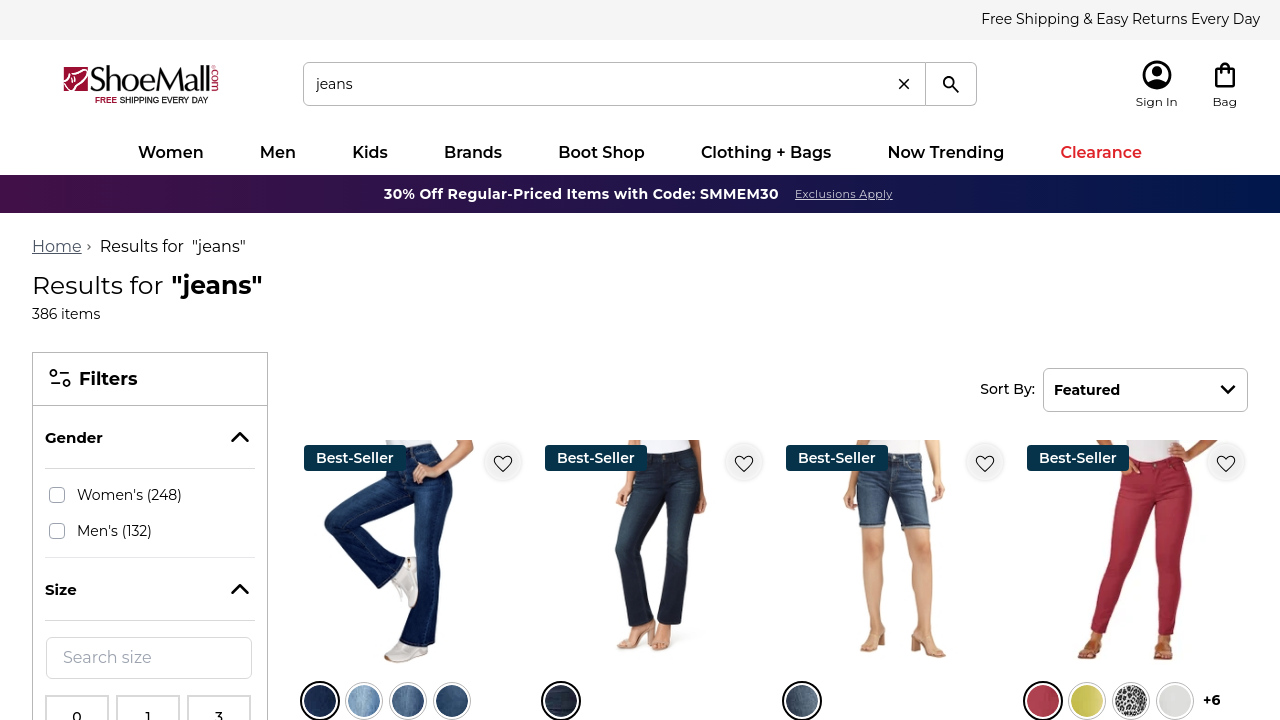 Free Shipping & Easy Returns Every Day
ShoeMall.com
FREE SHIPPING EVERY DAY
jeans
Sign In
Bag
Women
Men
Kids
Brands
Boot Shop
Clothing + Bags
Now Trending
Clearance
30% Off Regular-Priced Items with Code: SMMEM30
Exclusions Apply
Home › Results for "jeans"
Results for "jeans"
386 items
Filters
Sort By:
Featured
Gender
Women's (248)
Men's (132)
Size
Search size
0
1
3
Best-Seller
Best-Seller
Best-Seller
Best-Seller
+6